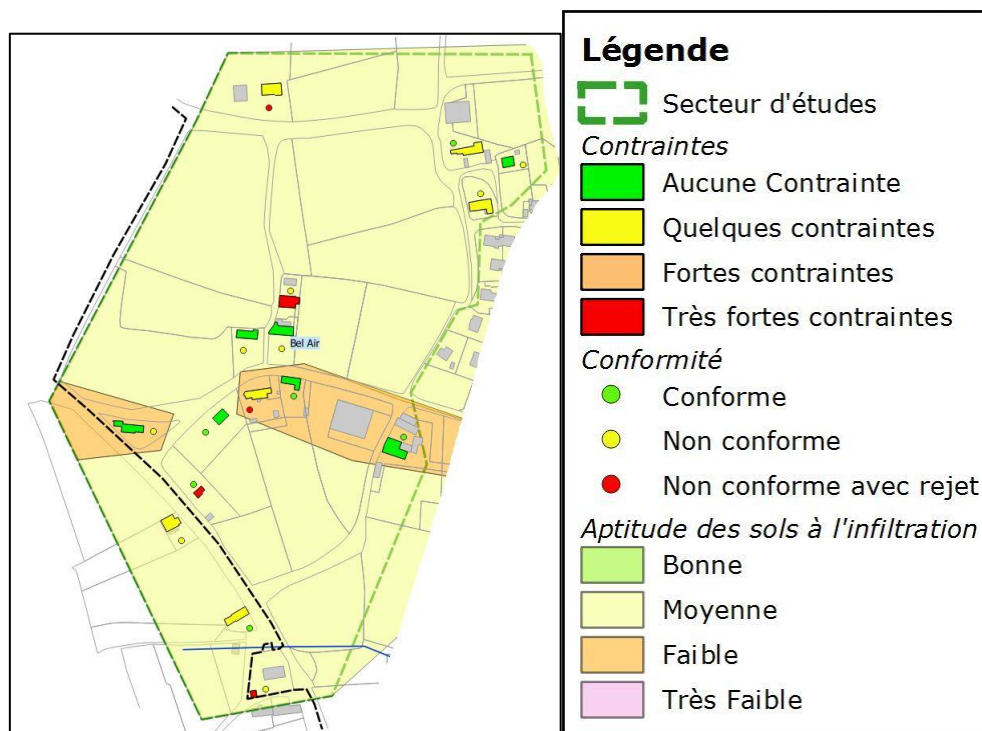 Bel Air
Légende
Secteur d'études
Contraintes
Aucune Contrainte
Quelques contraintes
Fortes contraintes
Très fortes contraintes
Conformité
Conforme
Non conforme
Non conforme avec rejet
Aptitude des sols à l'infiltration
Bonne
Moyenne
Faible
Très Faible